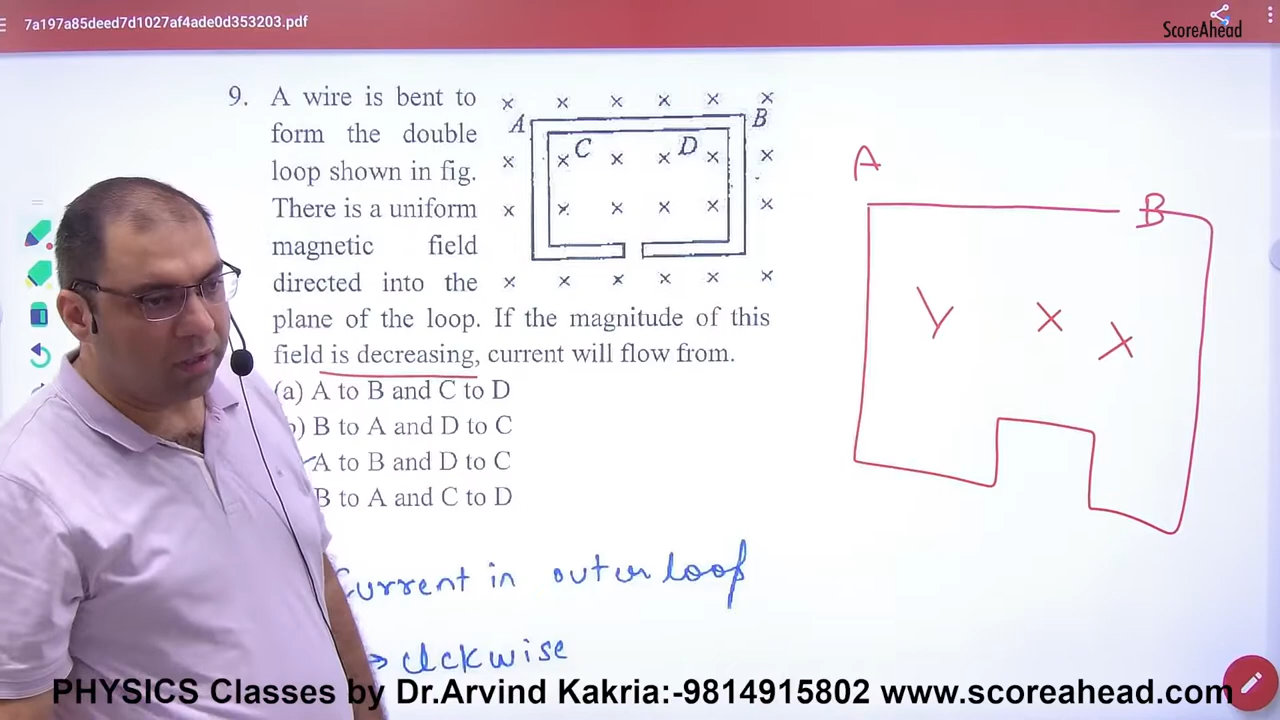 7a197a85deed7d1027af4ade0d353203.pdf
ScoreAhead
9. A wire is bent to
form the double
loop shown in fig.
There is a uniform
magnetic field
directed into the
plane of the loop. If the magnitude of this
field is decreasing, current will flow from.
(a) A to B and C to D
b) B to A and D to C
A to B and D to C
B to A and C to D
× × × × × ×
A B
C D
× × × × × ×
× × × × × ×
× × × × × ×
A
B
Y X X
Current in outer loop
→ clckwise
PHYSICS Classes by Dr.Arvind Kakria:-9814915802 www.scoreahead.com